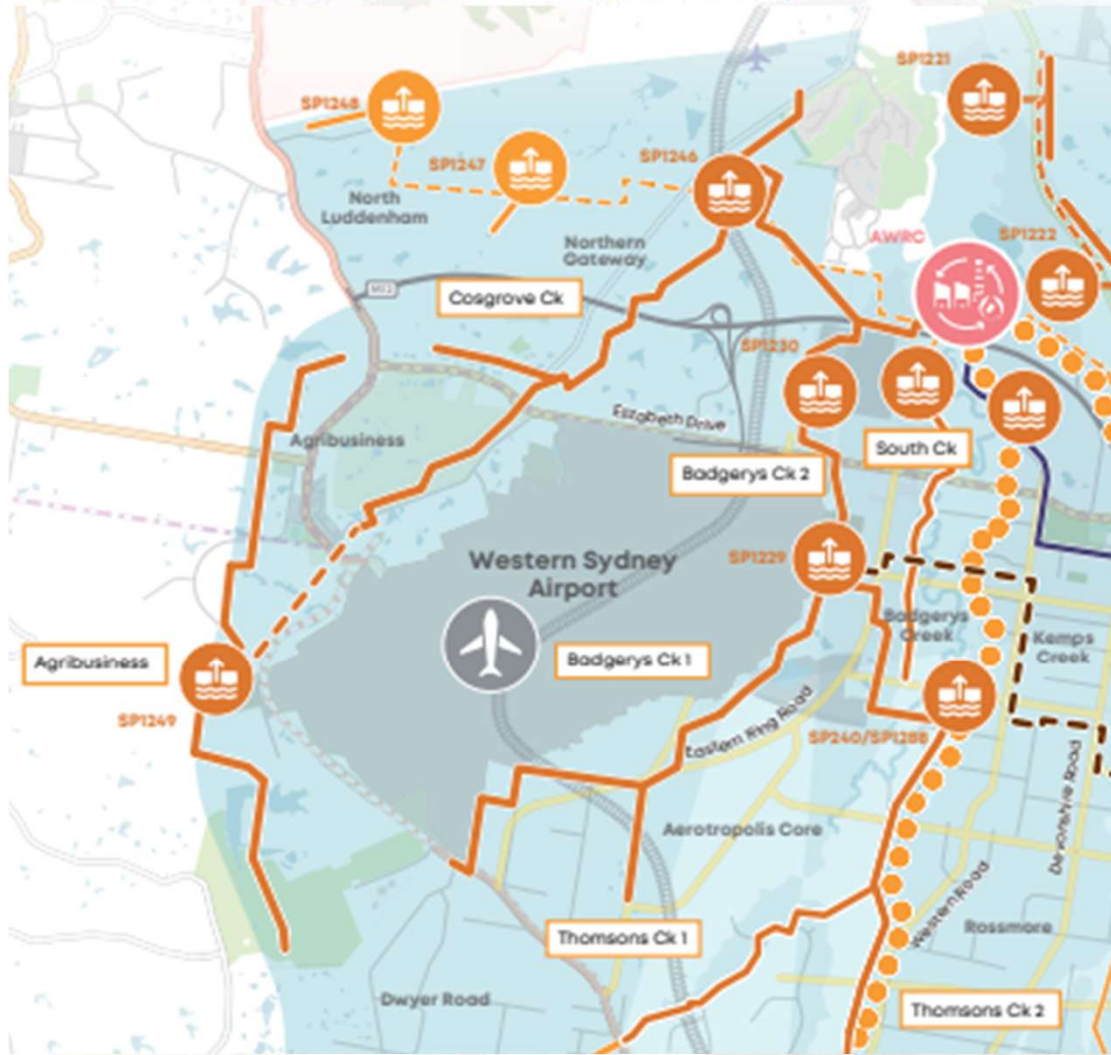 SP1221
SP1248
SP1247
SP1246
North
Luddenham
Northern
Gateway
AWRC
SP1222
M12
Cosgrove Ck
SP1230
Elizabeth Drive
Agribusiness
South Ck
Badgerys Ck 2
SP1229
Western Sydney
Airport
Badgerys
Creek
Kemps
Creek
Agribusiness
Badgerys Ck 1
SP1249
Eastern Ring Road
SP240/SP1288
Devonshire Road
Aerotropolis Core
Western Road
Rossmore
Thomsons Ck 1
Dwyer Road
Thomsons Ck 2